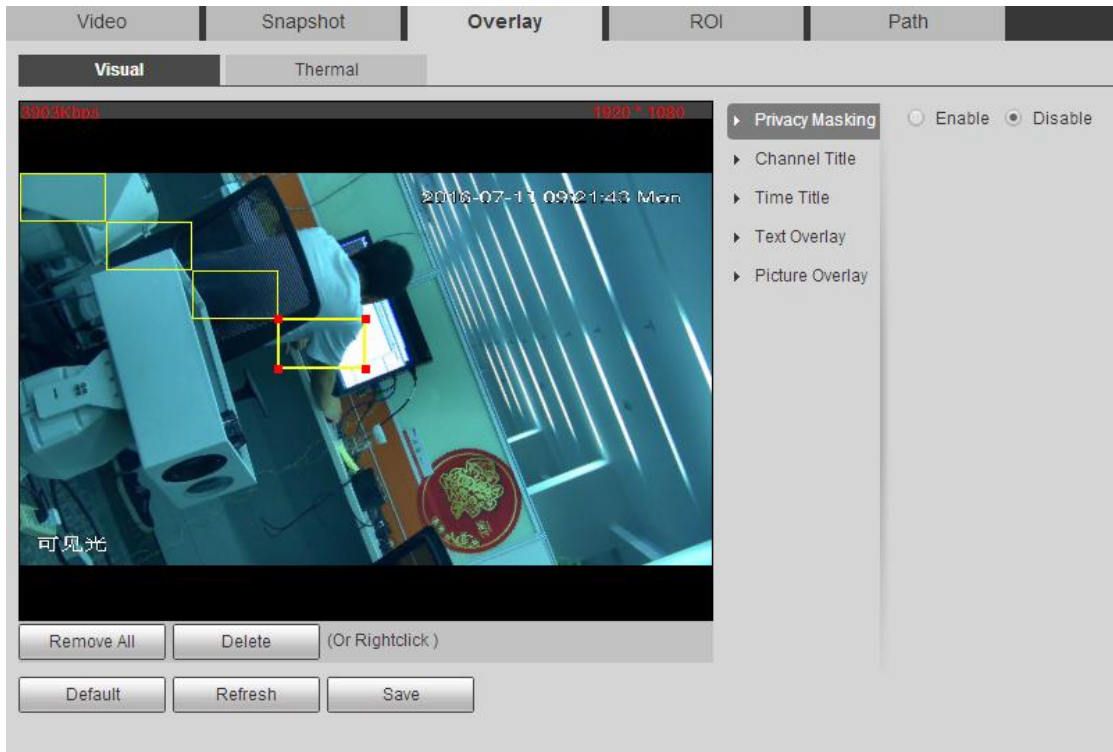 Video Snapshot Overlay ROI Path
Visual Thermal
3903Kbps 1920 * 1080
Privacy Masking Enable Disable
Channel Title
2016-07-11 09:21:43 Mon
Time Title
Text Overlay
Picture Overlay
可见光
Remove All Delete (Or Rightclick )
Default Refresh Save